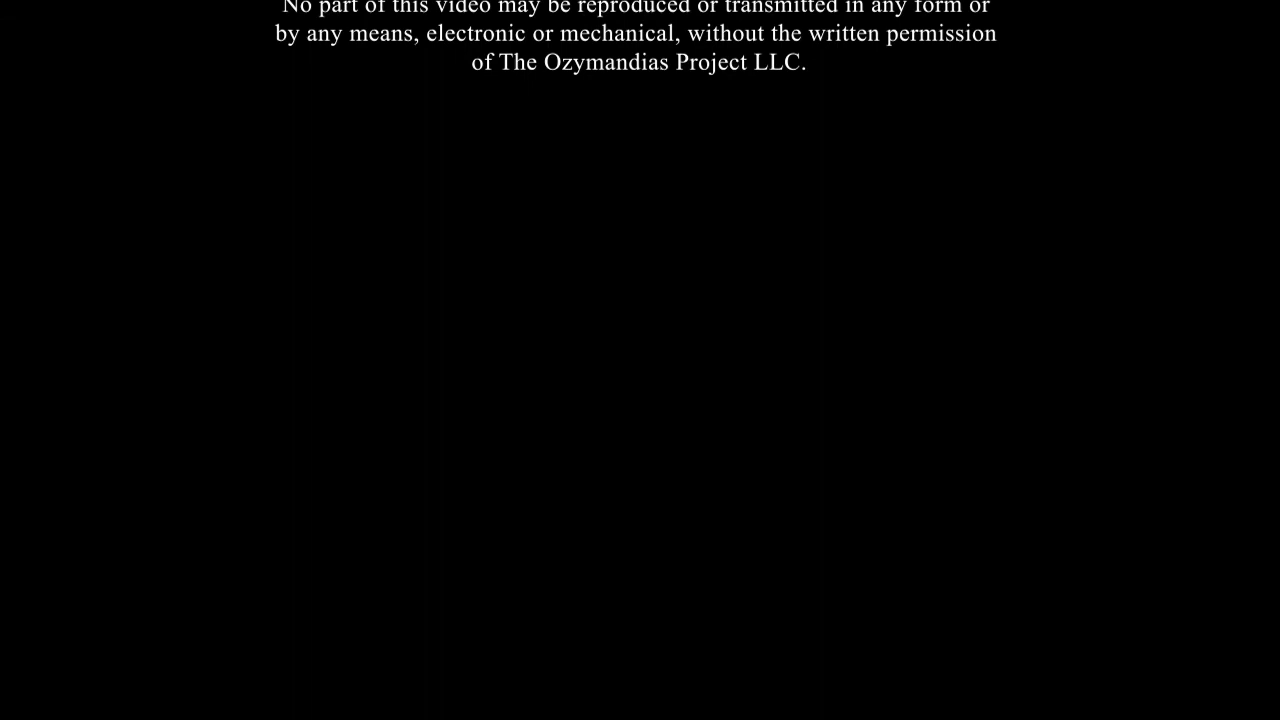 No part of this video may be reproduced or transmitted in any form or
by any means, electronic or mechanical, without the written permission
of The Ozymandias Project LLC.